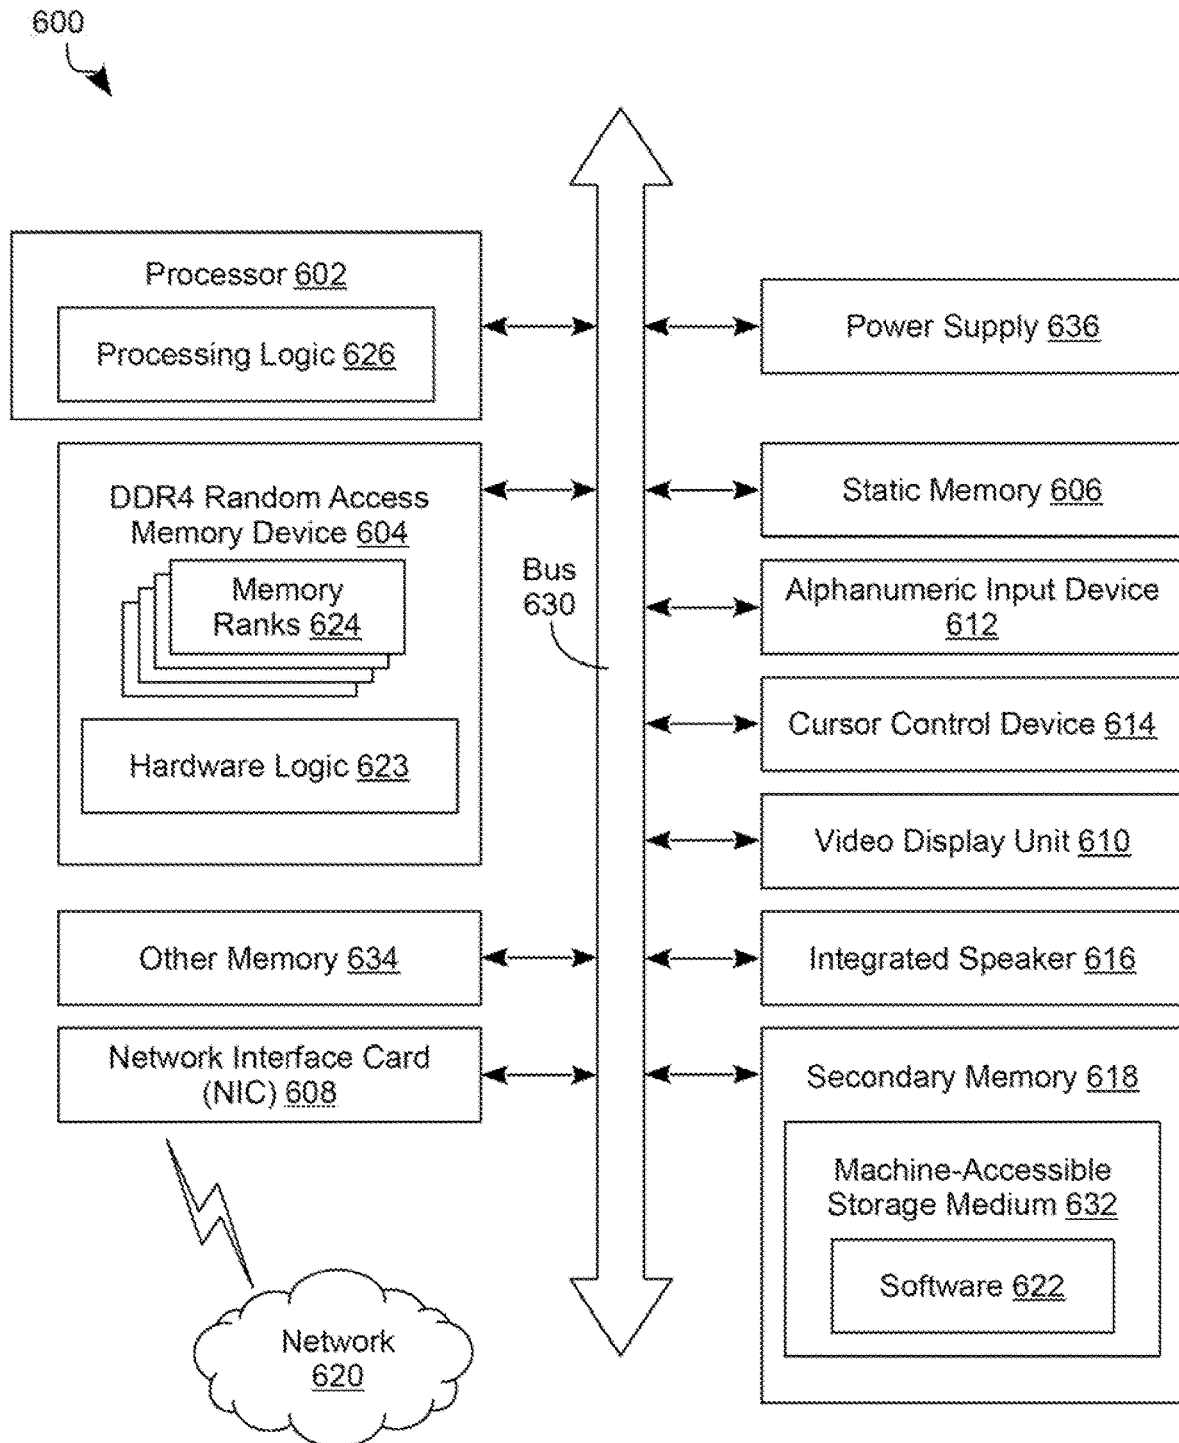 600
Processor 602
Processing Logic 626
DDR4 Random Access
Memory Device 604
Memory
Ranks 624
Hardware Logic 623
Other Memory 634
Network Interface Card
(NIC) 608
Network
620
Bus
630
Power Supply 636
Static Memory 606
Alphanumeric Input Device
612
Cursor Control Device 614
Video Display Unit 610
Integrated Speaker 616
Secondary Memory 618
Machine-Accessible
Storage Medium 632
Software 622